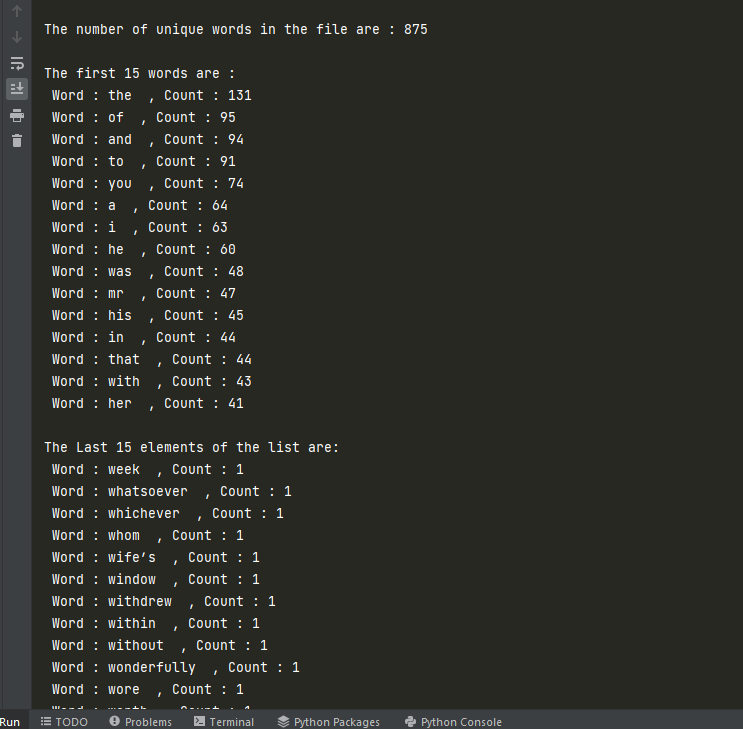 The number of unique words in the file are : 875
The first 15 words are :
Word : the  , Count : 131
Word : of  , Count : 95
Word : and  , Count : 94
Word : to  , Count : 91
Word : you  , Count : 74
Word : a  , Count : 64
Word : i  , Count : 63
Word : he  , Count : 60
Word : was  , Count : 48
Word : mr  , Count : 47
Word : his  , Count : 45
Word : in  , Count : 44
Word : that  , Count : 44
Word : with  , Count : 43
Word : her  , Count : 41
The Last 15 elements of the list are:
Word : week  , Count : 1
Word : whatsoever  , Count : 1
Word : whichever  , Count : 1
Word : whom  , Count : 1
Word : wife’s  , Count : 1
Word : window  , Count : 1
Word : withdrew  , Count : 1
Word : within  , Count : 1
Word : without  , Count : 1
Word : wonderfully  , Count : 1
Word : wore  , Count : 1
Word : worth  , Count : 1
Run TODO Problems Terminal Python Packages Python Console